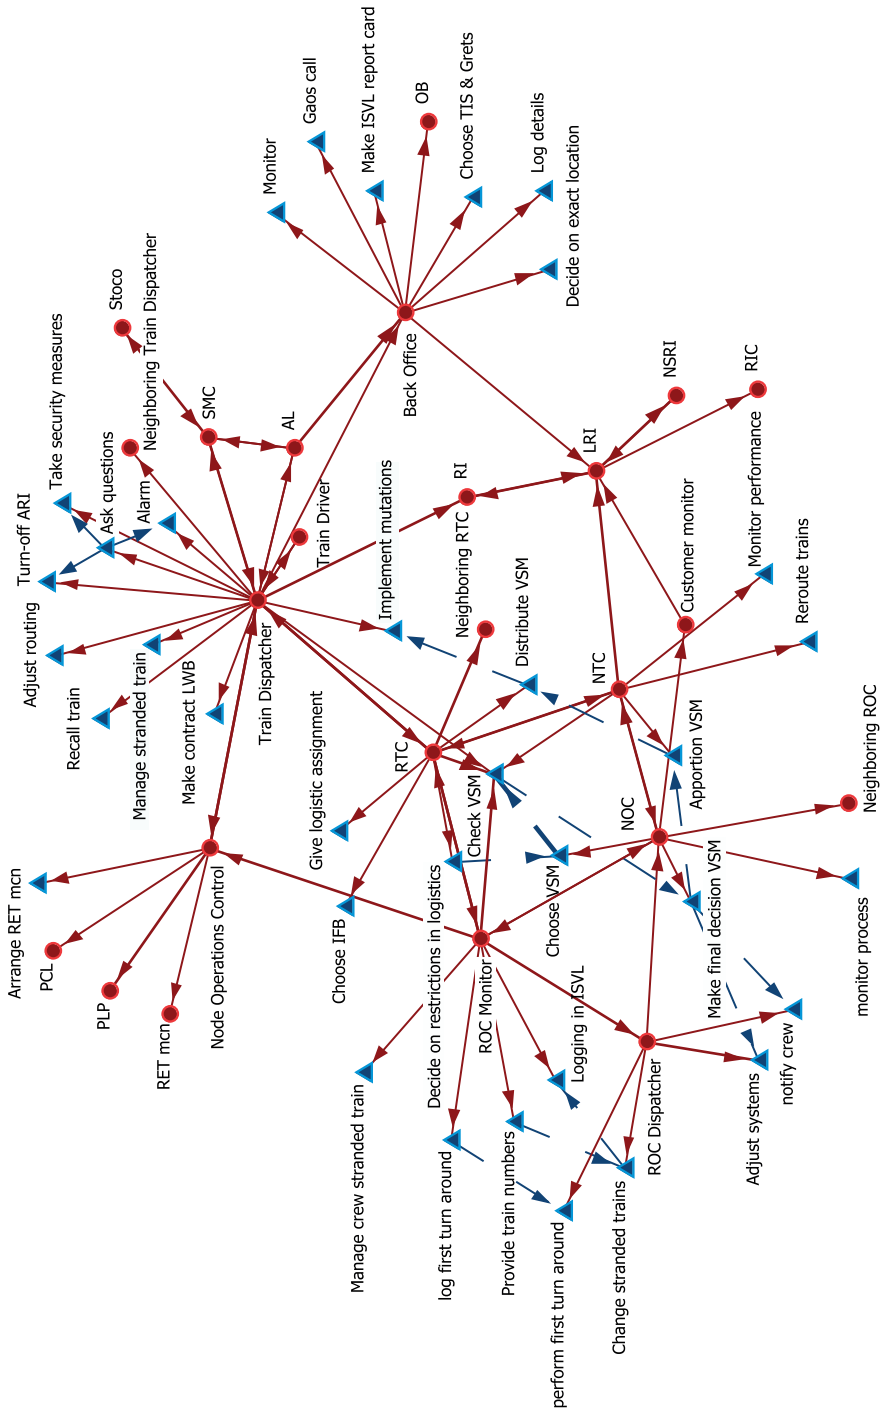 Gaos call
Make ISVL report card
OB
Choose TIS & Grets
Monitor
Log details
Decide on exact location
Stoco
Neighboring Train Dispatcher
Take security measures
SMC
Back Office
AL
NSRI
RIC
Turn-off ARI
Ask questions
Alarm
LRI
RI
Train Driver
Implement mutations
Neighboring RTC
Monitor performance
Customer monitor
Reroute trains
Adjust routing
Train Dispatcher
Distribute VSM
NTC
Recall train
Manage stranded train
Make contract LWB
Give logistic assignment
RTC
Check VSM
Apportion VSM
NOC
Neighboring ROC
Arrange RET mcn
PCL
PLP
RET mcn
Node Operations Control
Choose IFB
Decide on restrictions in logistics
Choose VSM
Make final decision VSM
monitor process
ROC Monitor
Logging in ISVL
Manage crew stranded train
log first turn around
Provide train numbers
perform first turn around
Change stranded trains
ROC Dispatcher
Adjust systems
notify crew